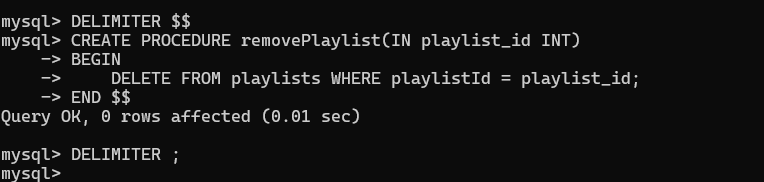 mysql> DELIMITER $$
mysql> CREATE PROCEDURE removePlaylist(IN playlist_id INT)
    -> BEGIN
    ->     DELETE FROM playlists WHERE playlistId = playlist_id;
    -> END $$
Query OK, 0 rows affected (0.01 sec)

mysql> DELIMITER ;
mysql>